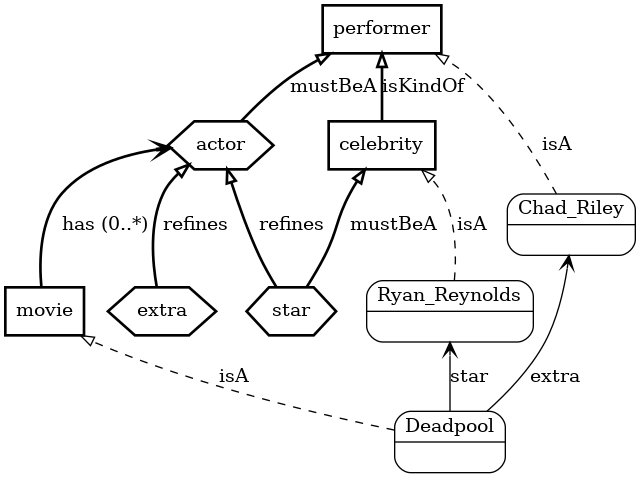 performer
mustBeA
isKindOf
actor
celebrity
isA
Chad_Riley
has (0..*)
refines
refines
mustBeA
isA
movie
extra
star
Ryan_Reynolds
isA
star
extra
Deadpool